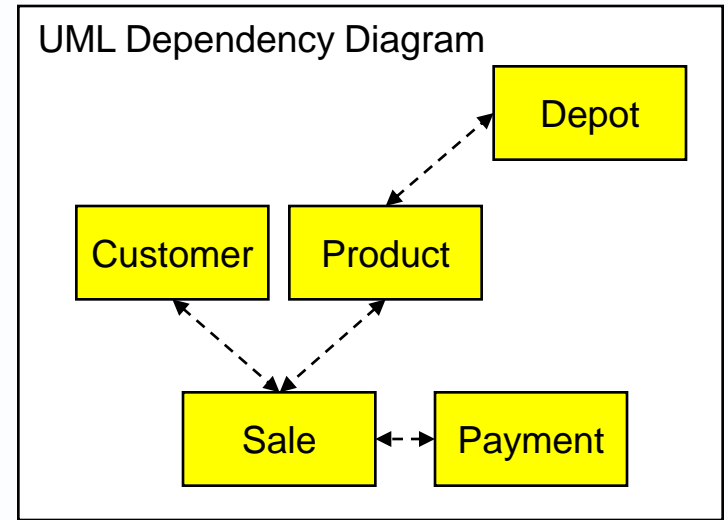 UML Dependency Diagram
Depot
Customer
Product
Sale
Payment